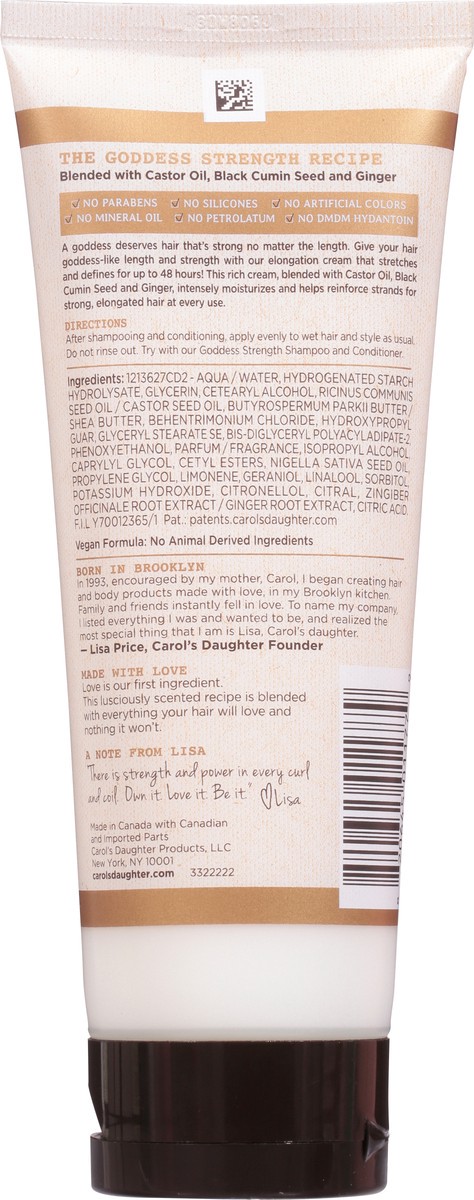 THE GODDESS STRENGTH RECIPE
Blended with Castor Oil, Black Cumin Seed and Ginger
NO PARABENS NO SILICONES NO ARTIFICIAL COLORS
NO MINERAL OIL NO PETROLATUM NO DMDM HYDANTOIN
A goddess deserves hair that's strong no matter the length. Give your hair
goddess-like length and strength with our elongation cream that stretches
and defines for up to 48 hours! This rich cream, blended with Castor Oil, Black
Cumin Seed and Ginger, intensely moisturizes and helps reinforce strands for
strong, elongated hair at every use.
DIRECTIONS
After shampooing and conditioning, apply evenly to wet hair and style as usual.
Do not rinse out. Try with our Goddess Strength Shampoo and Conditioner.
Ingredients: 1213627CD2 - AQUA / WATER, HYDROGENATED STARCH
HYDROLYSATE, GLYCERIN, CETEARYL ALCOHOL, RICINUS COMMUNIS
SEED OIL / CASTOR SEED OIL, BUTYROSPERMUM PARKII BUTTER /
SHEA BUTTER, BEHENTRIMONIUM CHLORIDE, HYDROXYPROPYL
GUAR, GLYCERYL STEARATE SE, BIS-DIGLYCERYL POLYACYLADIPATE-2,
PHENOXYETHANOL, PARFUM / FRAGRANCE, ISOPROPYL ALCOHOL,
CAPRYLYL GLYCOL, CETYL ESTERS, NIGELLA SATIVA SEED OIL,
PROPYLENE GLYCOL, LIMONENE, GERANIOL, LINALOOL, SORBITOL,
POTASSIUM HYDROXIDE, CITRONELLOL, CITRAL, ZINGIBER
OFFICINALE ROOT EXTRACT / GINGER ROOT EXTRACT, CITRIC ACID.
F.I.L Y70012365/1 Pat.: patents.carolsdaughter.com
Vegan Formula: No Animal Derived Ingredients
BORN IN BROOKLYN
In 1993, encouraged by my mother, Carol, I began creating hair
and body products made with love, in my Brooklyn kitchen.
Family and friends instantly fell in love. To name my company,
I listed everything I was and wanted to be, and realized the
most special thing that I am is Lisa, Carol's daughter.
– Lisa Price, Carol's Daughter Founder
MADE WITH LOVE
Love is our first ingredient.
This lusciously scented recipe is blended
with everything your hair will love and
nothing it won't.
A NOTE FROM LISA
"There is strength and power in every curl
and coil. Own it. Love it. Be it." ♡Lisa
Made in Canada with Canadian
and Imported Parts
Carol's Daughter Products, LLC
New York, NY 10001
carolsdaughter.com 3322222